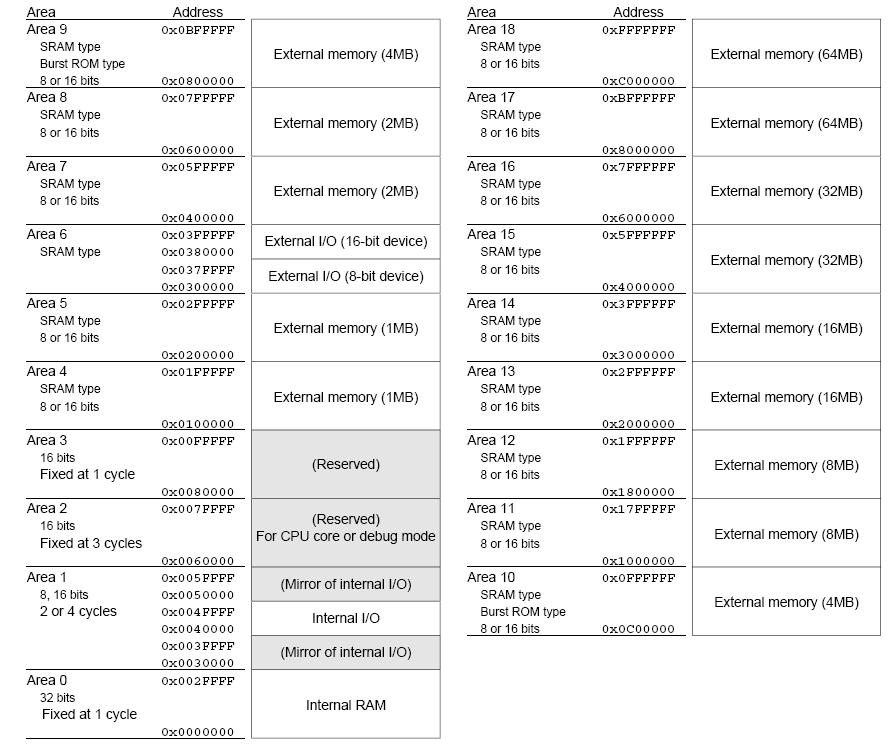 Area Address
Area 9 0x0BFFFFF
SRAM type
Burst ROM type
8 or 16 bits 0x0800000
External memory (4MB)
Area 8 0x07FFFFF
SRAM type
8 or 16 bits
0x0600000
External memory (2MB)
Area 7 0x05FFFFF
SRAM type
8 or 16 bits
0x0400000
External memory (2MB)
Area 6 0x03FFFFF
SRAM type 0x0380000
External I/O (16-bit device)
0x037FFFF
0x0300000
External I/O (8-bit device)
Area 5 0x02FFFFF
SRAM type
8 or 16 bits
0x0200000
External memory (1MB)
Area 4 0x01FFFFF
SRAM type
8 or 16 bits
0x0100000
External memory (1MB)
Area 3 0x00FFFFF
16 bits
Fixed at 1 cycle
0x0080000
(Reserved)
Area 2 0x007FFFF
16 bits
Fixed at 3 cycles
0x0060000
(Reserved)
For CPU core or debug mode
Area 1 0x005FFFF
8, 16 bits 0x0050000
2 or 4 cycles 0x004FFFF
0x0040000
0x003FFFF
0x0030000
(Mirror of internal I/O)
Internal I/O
(Mirror of internal I/O)
Area 0 0x002FFFF
32 bits
Fixed at 1 cycle
0x0000000
Internal RAM
Area Address
Area 18 0xFFFFFFF
SRAM type
8 or 16 bits
0xC000000
External memory (64MB)
Area 17 0xBFFFFFF
SRAM type
8 or 16 bits
0x8000000
External memory (64MB)
Area 16 0x7FFFFFF
SRAM type
8 or 16 bits
0x6000000
External memory (32MB)
Area 15 0x5FFFFFF
SRAM type
8 or 16 bits
0x4000000
External memory (32MB)
Area 14 0x3FFFFFF
SRAM type
8 or 16 bits
0x3000000
External memory (16MB)
Area 13 0x2FFFFFF
SRAM type
8 or 16 bits
0x2000000
External memory (16MB)
Area 12 0x1FFFFFF
SRAM type
8 or 16 bits
0x1800000
External memory (8MB)
Area 11 0x17FFFFF
SRAM type
8 or 16 bits
0x1000000
External memory (8MB)
Area 10 0x0FFFFFF
SRAM type
Burst ROM type
8 or 16 bits 0x0C00000
External memory (4MB)